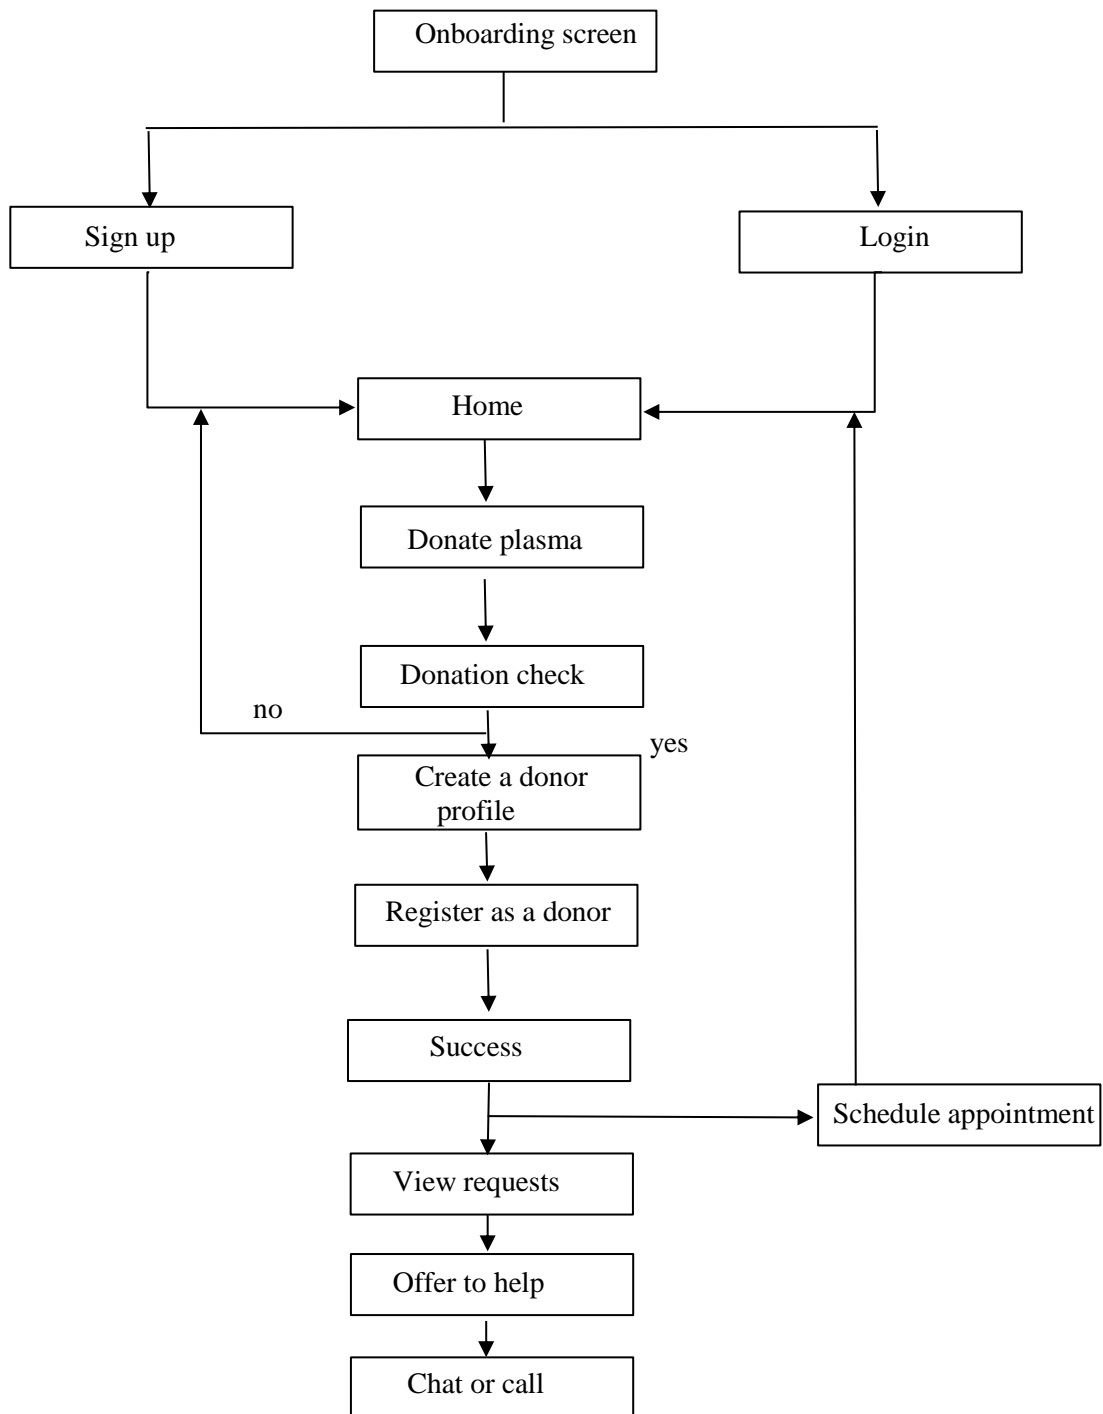 Onboarding screen
Sign up
Login
Home
Donate plasma
Donation check
no
yes
Create a donor
profile
Register as a donor
Success
Schedule appointment
View requests
Offer to help
Chat or call